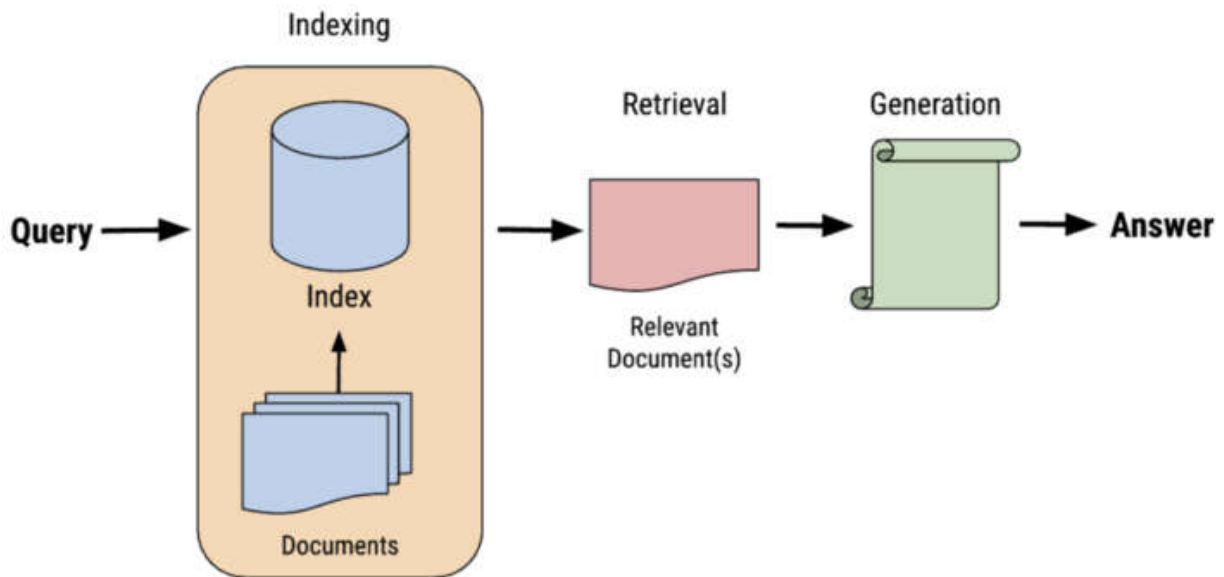 Indexing
Retrieval
Generation
Query
Answer
Index
Relevant
Document(s)
Documents